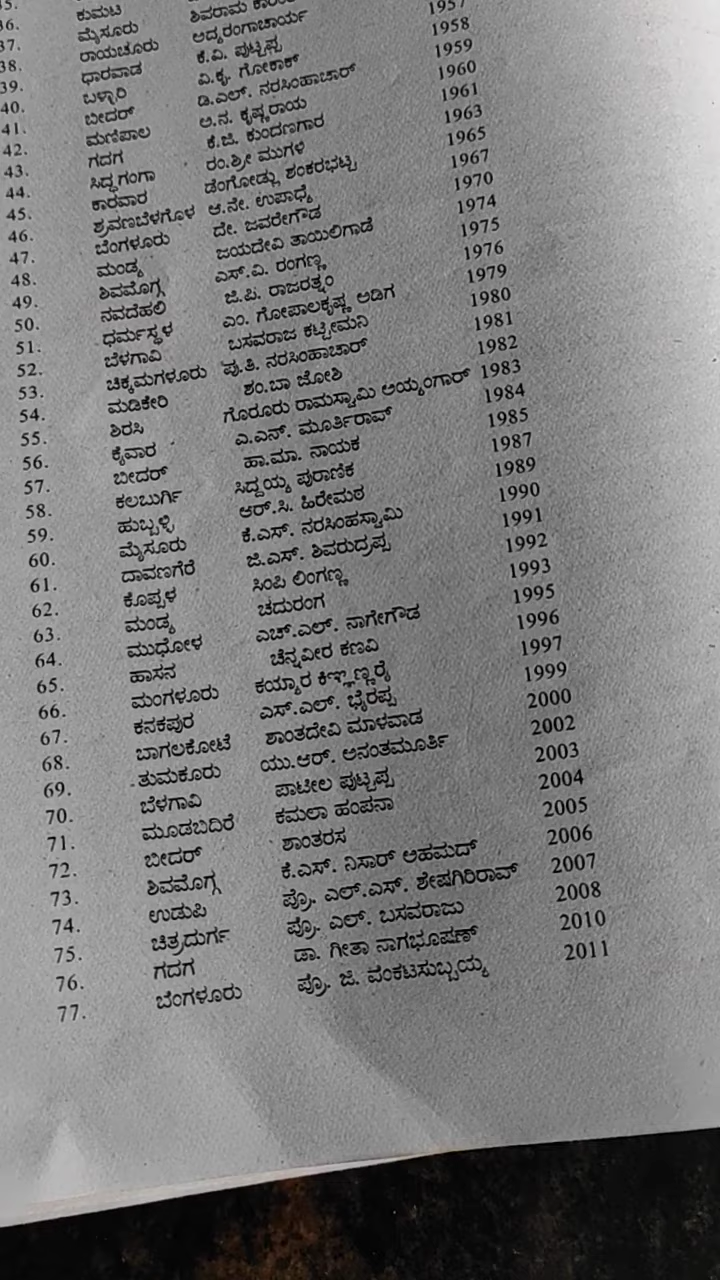 36. ಕುಮಟ
37. ಮೈಸೂರು ಶಿವರಾಮ
38. ರಾಯಚೂರು ಆದ್ಯರಂಗಾಚಾರ್ಯ
39. ಧಾರವಾಡ ಕೆ.ವಿ. ಪುಟ್ಟಪ್ಪ 1957
40. ಬಳ್ಳಾರಿ ವಿ.ಕೃ. ಗೋಕಾಕ್ 1958
41. ಬೀದರ್ ಡಿ.ಎಲ್. ನರಸಿಂಹಾಚಾರ್ 1959
42. ಮಣಿಪಾಲ ಅ.ನ. ಕೃಷ್ಣರಾಯ 1960
43. ಗದಗ ಕೆ.ಜಿ. ಕುಂದಣಗಾರ 1961
44. ಸಿದ್ಧಗಂಗಾ ರಂ.ಶ್ರೀ ಮುಗಳಿ 1963
45. ಕಾರವಾರ ಡೆಂಗೋಡ್ಲು ಶಂಕರಭಟ್ಟ 1965
46. ಶ್ರವಣಬೆಳಗೊಳ ಆ.ನೇ. ಉಪಾಧ್ಯೆ 1967
47. ಬೆಂಗಳೂರು ದೇ. ಜವರೇಗೌಡ 1970
48. ಮಂಡ್ಯ ಜಯದೇವಿ ತಾಯಿಲಿಗಾಡೆ 1974
49. ಶಿವಮೊಗ್ಗ ಎಸ್.ವಿ. ರಂಗಣ್ಣ 1975
50. ನವದೆಹಲಿ ಜಿ.ಪಿ. ರಾಜರತ್ನಂ 1976
51. ಧರ್ಮಸ್ಥಳ ಎಂ. ಗೋಪಾಲಕೃಷ್ಣ ಅಡಿಗ 1979
52. ಬೆಳಗಾವಿ ಬಸವರಾಜ ಕಟ್ಟೀಮನಿ 1980
53. ಚಿಕ್ಕಮಗಳೂರು ಪು.ತಿ. ನರಸಿಂಹಾಚಾರ್ 1981
54. ಮಡಿಕೇರಿ ಶಂ.ಬಾ ಜೋಶಿ 1982
55. ಶಿರಸಿ ಗೊರೂರು ರಾಮಸ್ವಾಮಿ ಅಯ್ಯಂಗಾರ್ 1983
56. ಕೈವಾರ ಎ.ಎನ್. ಮೂರ್ತಿರಾವ್ 1984
57. ಬೀದರ್ ಹಾ.ಮಾ. ನಾಯಕ 1985
58. ಕಲಬುರ್ಗಿ ಸಿದ್ದಯ್ಯ ಪುರಾಣಿಕ 1987
59. ಹುಬ್ಬಳ್ಳಿ ಆರ್.ಸಿ. ಹಿರೇಮಠ 1989
60. ಮೈಸೂರು ಕೆ.ಎಸ್. ನರಸಿಂಹಸ್ವಾಮಿ 1990
61. ದಾವಣಗೆರೆ ಜಿ.ಎಸ್. ಶಿವರುದ್ರಪ್ಪ 1991
62. ಕೊಪ್ಪಳ ಸಿಂಪಿ ಲಿಂಗಣ್ಣ 1992
63. ಮಂಡ್ಯ ಚದುರಂಗ 1993
64. ಮುಧೋಳ ಎಚ್.ಎಲ್. ನಾಗೇಗೌಡ 1995
65. ಹಾಸನ ಚೆನ್ನವೀರ ಕಣವಿ 1996
66. ಮಂಗಳೂರು ಕಯ್ಯಾರ ಕಿಞ್ಞಣ್ಣರೈ 1997
67. ಕನಕಪುರ ಎಸ್.ಎಲ್. ಭೈರಪ್ಪ 1999
68. ಬಾಗಲಕೋಟೆ ಶಾಂತದೇವಿ ಮಾಳವಾಡ 2000
69. ತುಮಕೂರು ಯು.ಆರ್. ಅನಂತಮೂರ್ತಿ 2002
70. ಬೆಳಗಾವಿ ಪಾಟೀಲ ಪುಟ್ಟಪ್ಪ 2003
71. ಮೂಡಬದಿರೆ ಕಮಲಾ ಹಂಪನಾ 2004
72. ಬೀದರ್ ಶಾಂತರಸ 2005
73. ಶಿವಮೊಗ್ಗ ಕೆ.ಎಸ್. ನಿಸಾರ್ ಅಹಮದ್ 2006
74. ಉಡುಪಿ ಪ್ರೊ. ಎಲ್.ಎಸ್. ಶೇಷಗಿರಿರಾವ್ 2007
75. ಚಿತ್ರದುರ್ಗ ಪ್ರೊ. ಎಲ್. ಬಸವರಾಜು 2008
76. ಗದಗ ಡಾ. ಗೀತಾ ನಾಗಭೂಷಣ್ 2010
77. ಬೆಂಗಳೂರು ಪ್ರೊ. ಜಿ. ವೆಂಕಟಸುಬ್ಬಯ್ಯ 2011